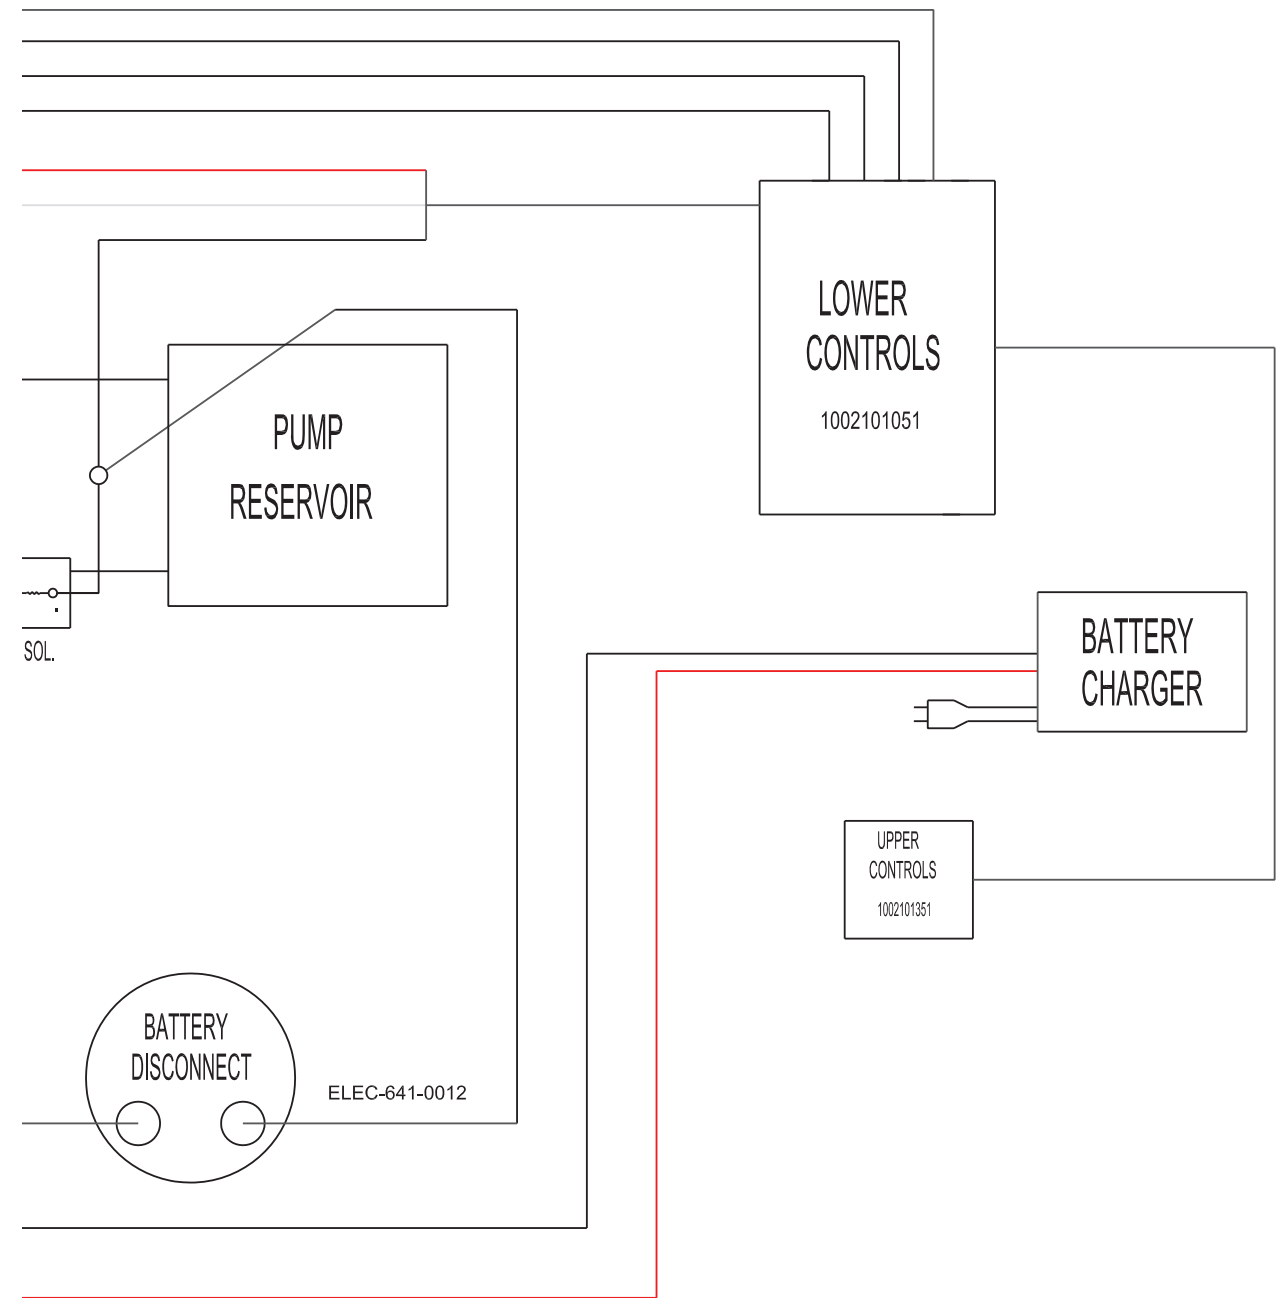 LOWER
CONTROLS
1002101051
PUMP
RESERVOIR
SOL.
BATTERY
CHARGER
UPPER
CONTROLS
1002101351
BATTERY
DISCONNECT
ELEC-641-0012